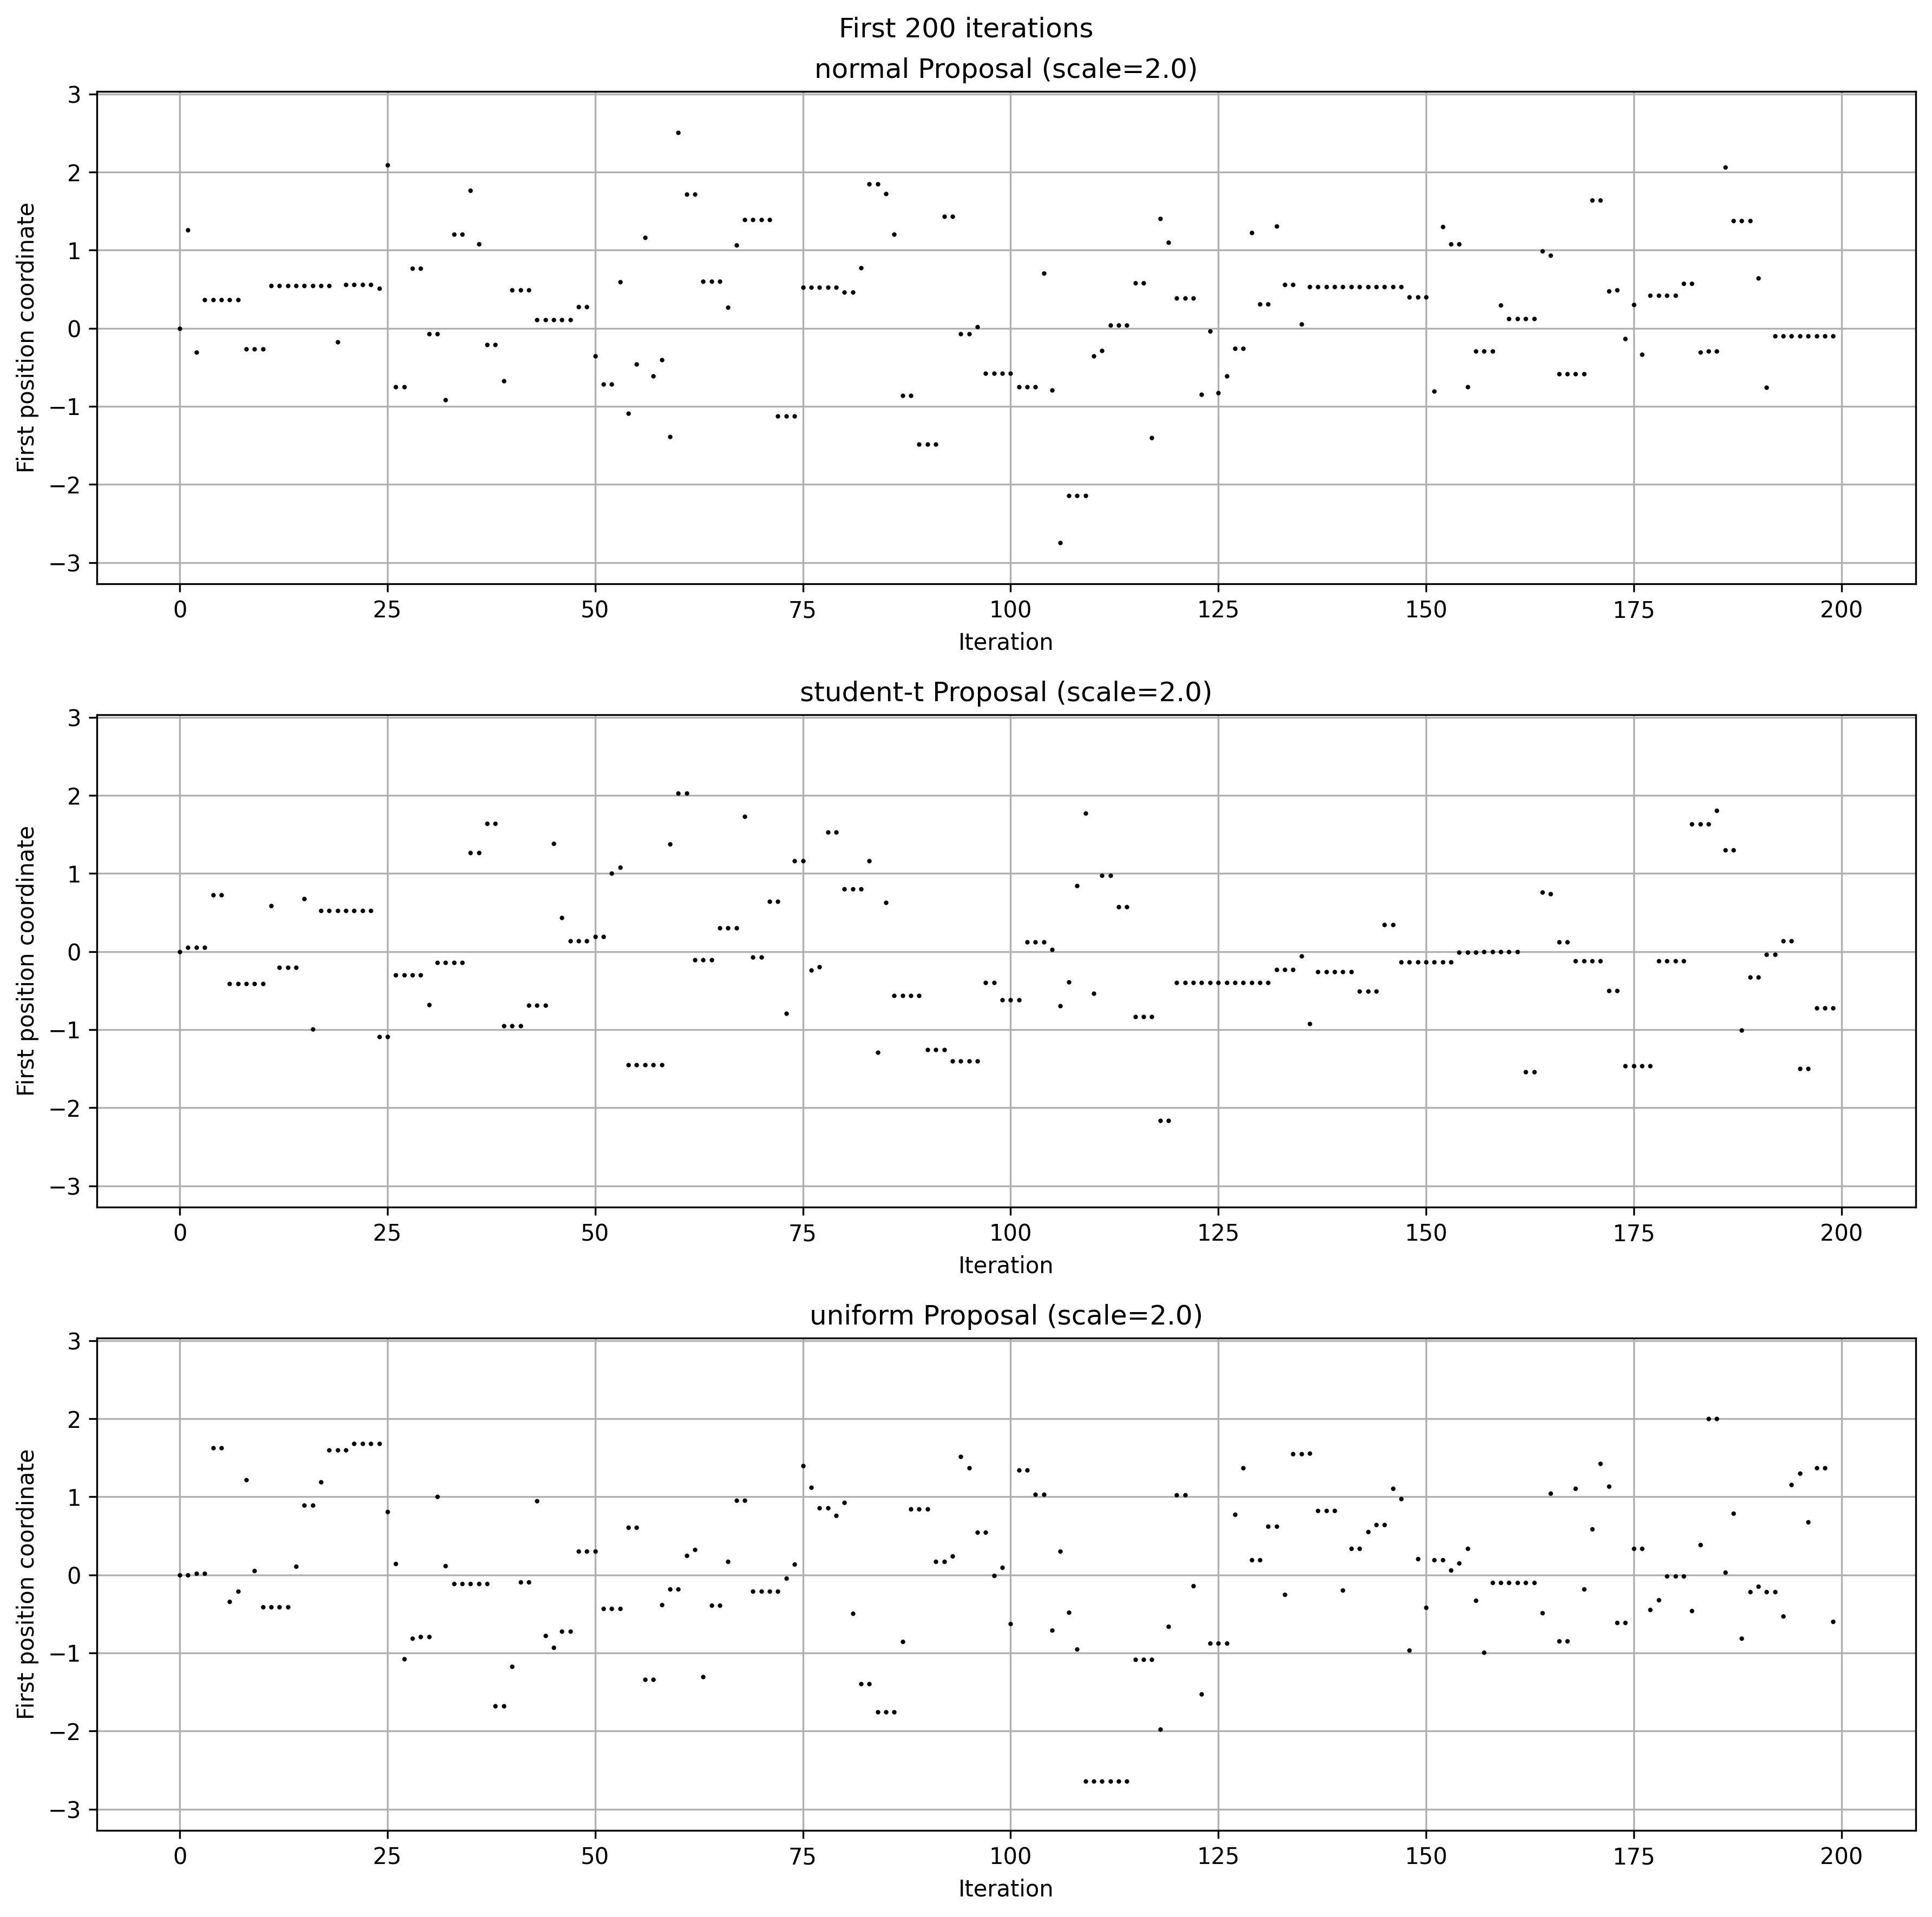 First 200 iterations
normal Proposal (scale=2.0)
3
2
1
0
−1
−2
−3
First position coordinate
0 25 50 75 100 125 150 175 200
Iteration
student-t Proposal (scale=2.0)
3
2
1
0
−1
−2
−3
First position coordinate
0 25 50 75 100 125 150 175 200
Iteration
uniform Proposal (scale=2.0)
3
2
1
0
−1
−2
−3
First position coordinate
0 25 50 75 100 125 150 175 200
Iteration